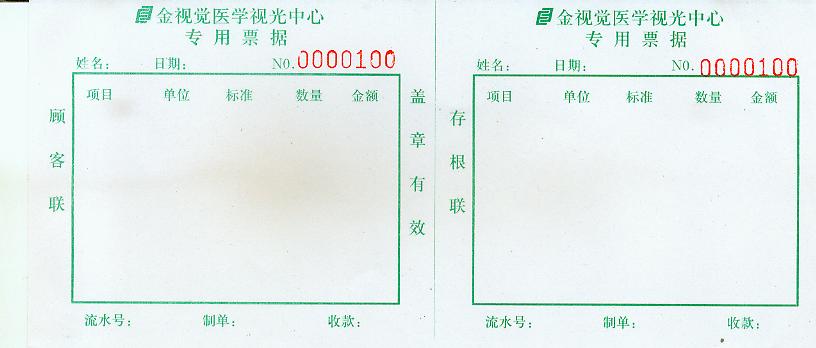 金视觉医学视光中心
专用票据
姓名： 日期： NO.0000100
项目 单位 标准 数量 金额
顾客联
盖章有效
流水号： 制单： 收款：
金视觉医学视光中心
专用票据
姓名： 日期： NO.0000100
项目 单位 标准 数量 金额
存根联
流水号： 制单： 收款：